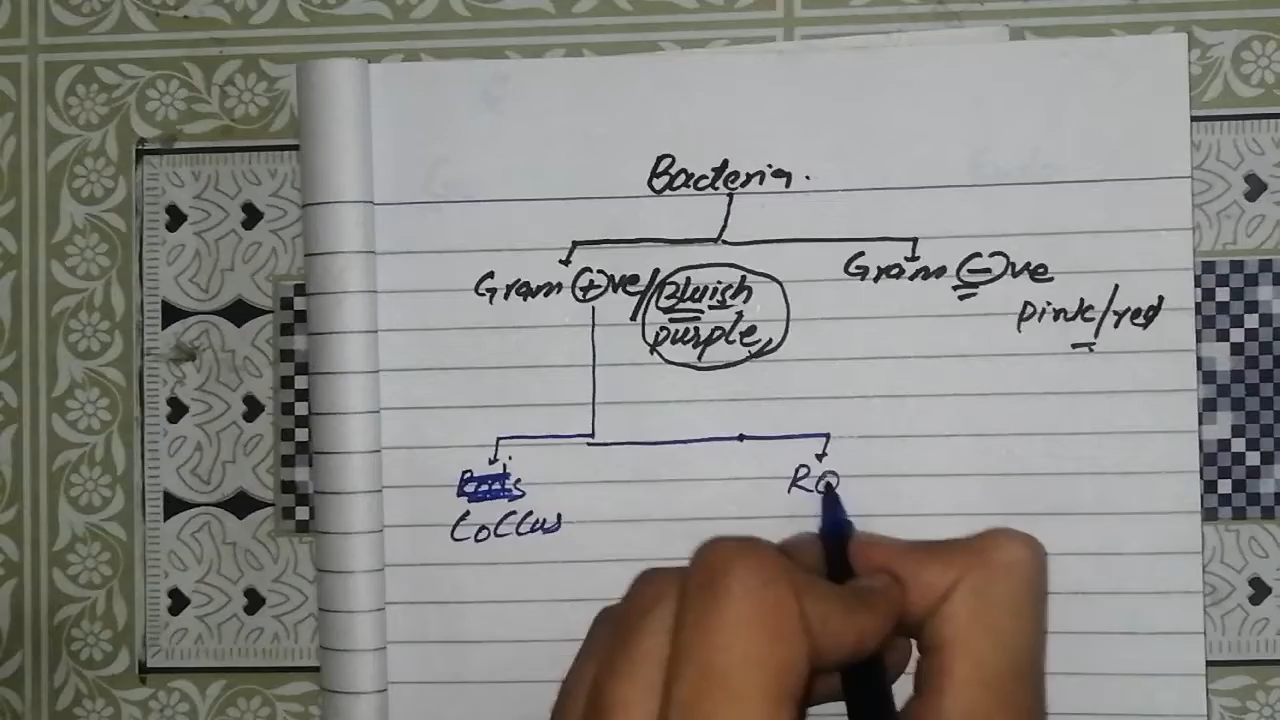 Bacteria.
Gram (+)ve/Bluish
purple
Gram (-)ve
pink/red
CoCCus
RO